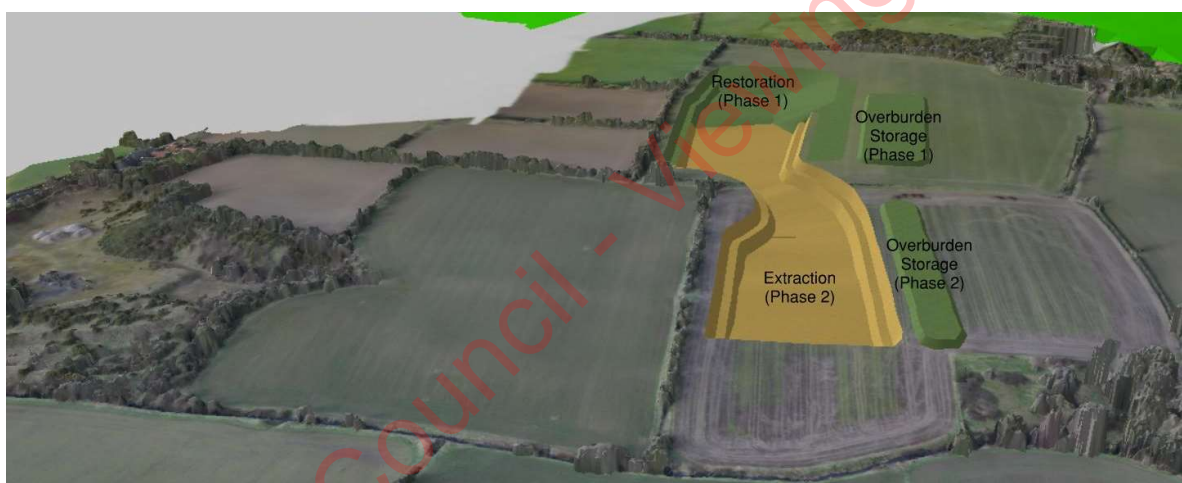 Restoration
(Phase 1)
Overburden
Storage
(Phase 1)
Overburden
Storage
(Phase 2)
Extraction
(Phase 2)
Council - Viewing